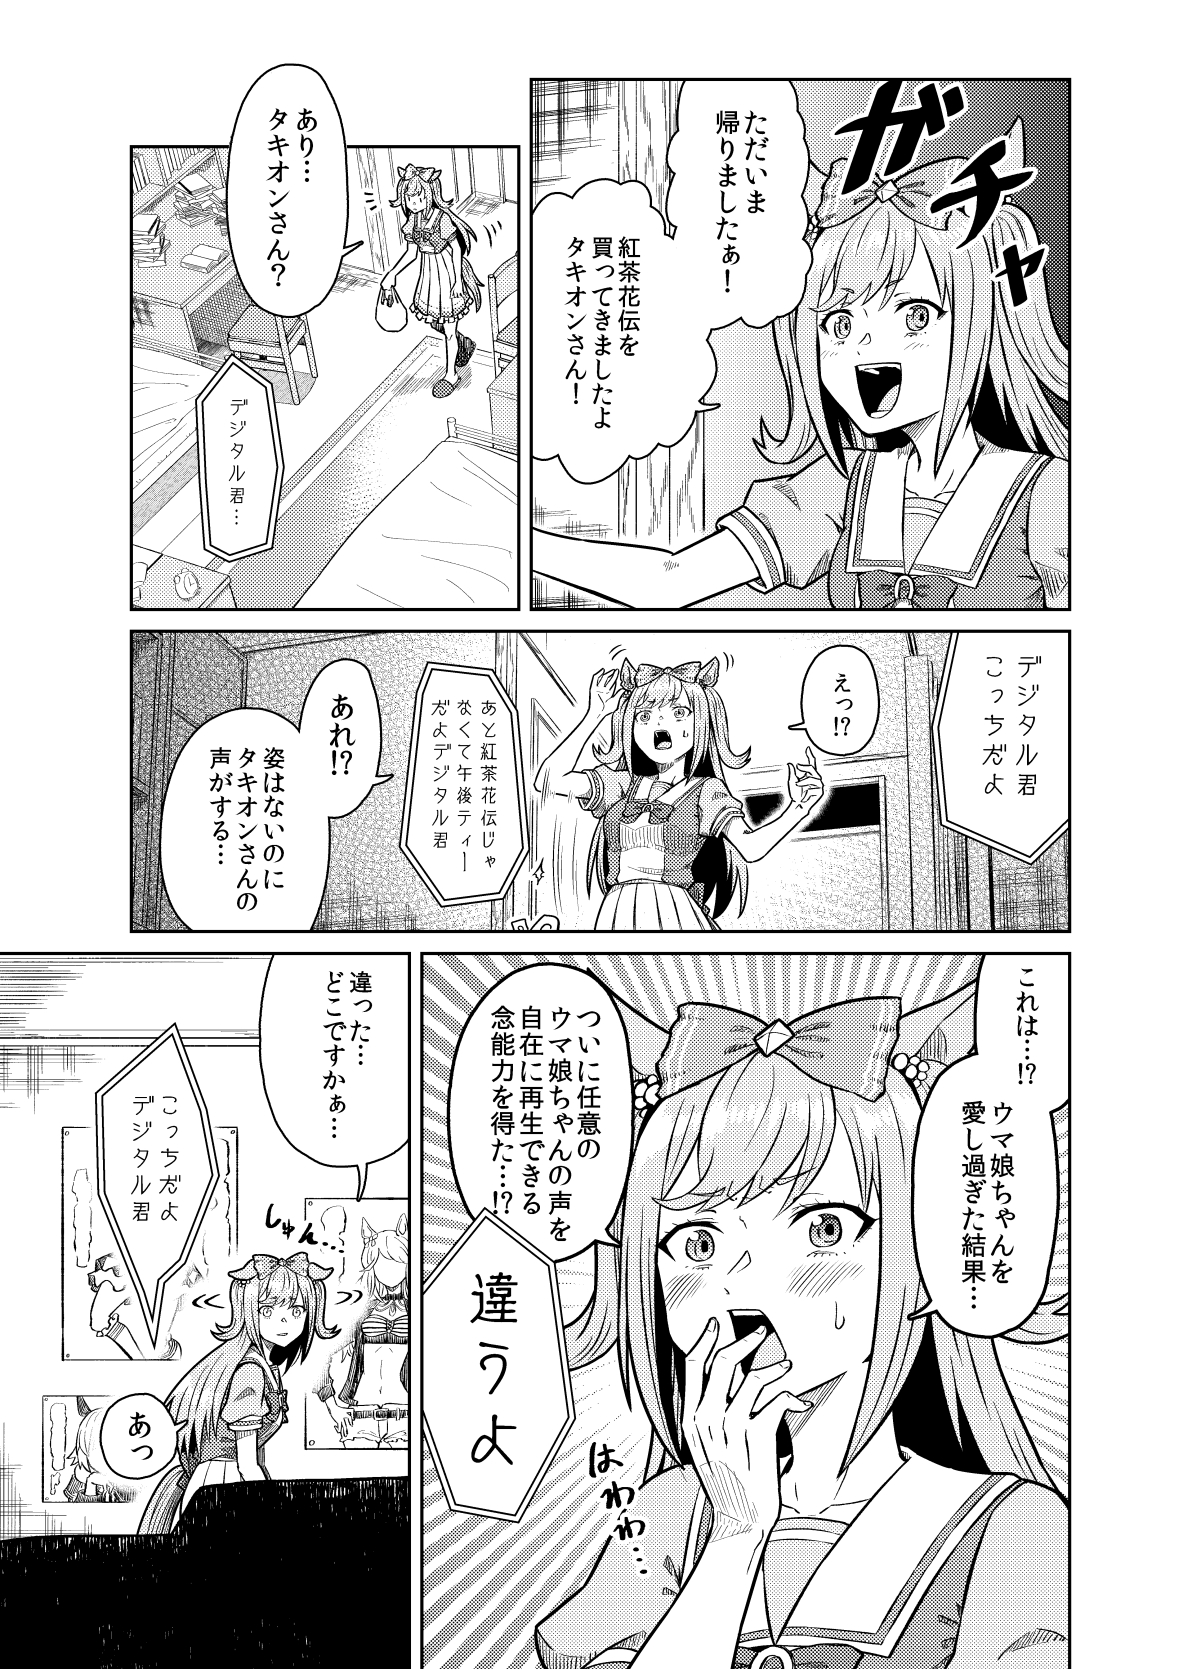 ガチャ
ただいま
帰りましたぁ！
紅茶花伝を
買ってきましたよ
タキオンさん！
あり…
タキオンさん？
デジタル君…
デジタル君
こっちだよ
えっ!?
あと紅茶花伝じゃ
なくて午後ティー
だよデジタル君
あれ!?
姿はないのに
タキオンさんの
声がする…
これは…!?
ウマ娘ちゃんを
愛し過ぎた結果…
ついに任意の
ウマ娘ちゃんの声を
自在に再生できる
念能力を得た…!?
違うよ
はわわ…
違った…
どこですかぁ…
しゅん…
こっちだよ
デジタル君
あっ